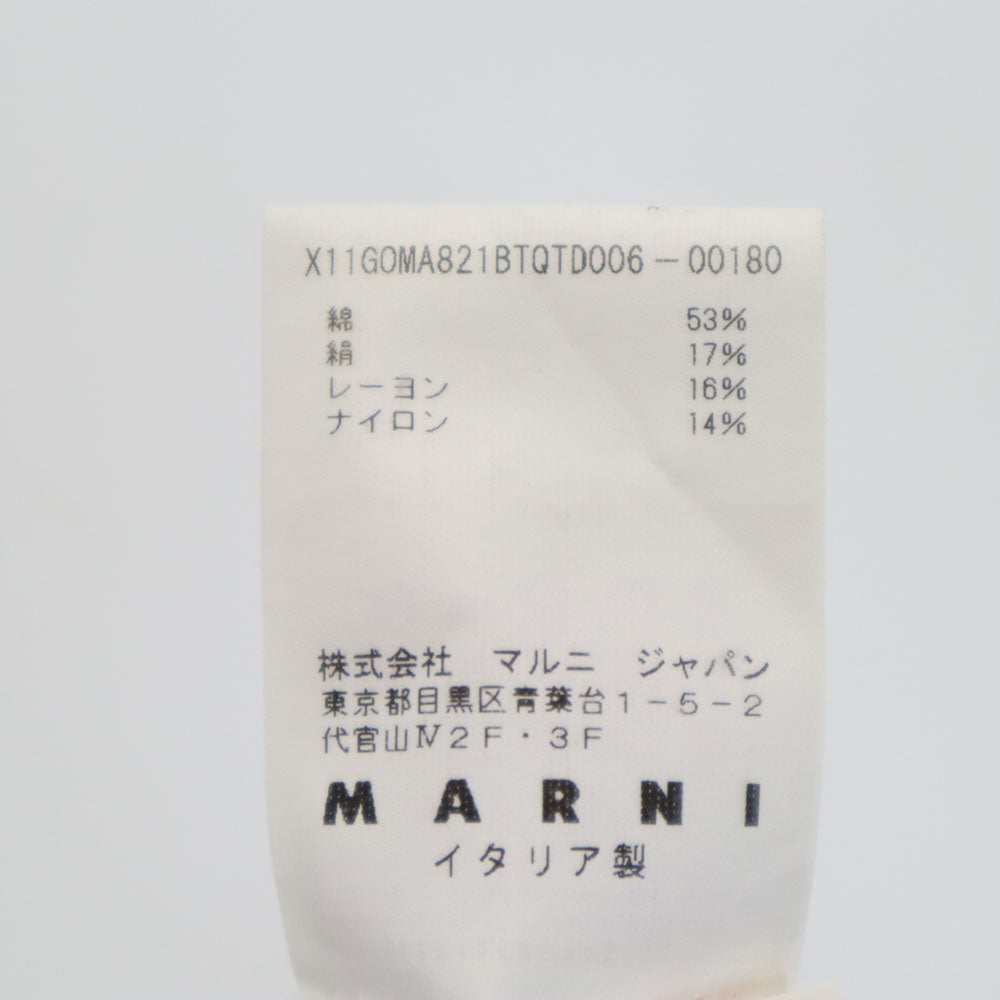 X11GOMA821BTQTD006-00180
綿 53%
絹 17%
レーヨン 16%
ナイロン 14%
株式会社 マルニ ジャパン
東京都目黒区青葉台1-5-2
代官山Ⅳ2F・3F
MARNI
イタリア製